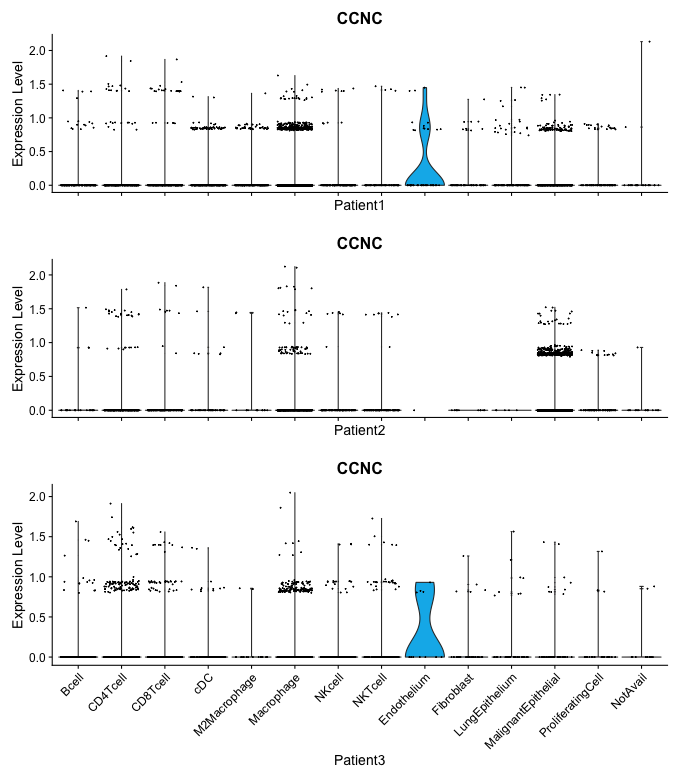 CCNC
Expression Level
2.0
1.5
1.0
0.5
0.0
Patient1
CCNC
Expression Level
2.0
1.5
1.0
0.5
0.0
Patient2
CCNC
Expression Level
2.0
1.5
1.0
0.5
0.0
Bcell
CD4Tcell
CD8Tcell
cDC
M2Macrophage
Macrophage
NKcell
NKTcell
Endothelium
Fibroblast
LungEpithelium
MalignantEpithelial
ProliferatingCell
NotAvail
Patient3